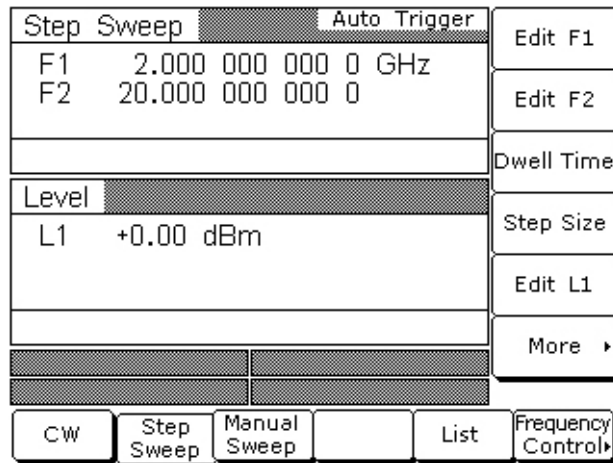 Step Sweep
Auto Trigger
F1 2.000 000 000 0 GHz
F2 20.000 000 000 0
Level
L1 +0.00 dBm
Edit F1
Edit F2
Dwell Time
Step Size
Edit L1
More
CW
Step
Sweep
Manual
Sweep
List
Frequency
Control